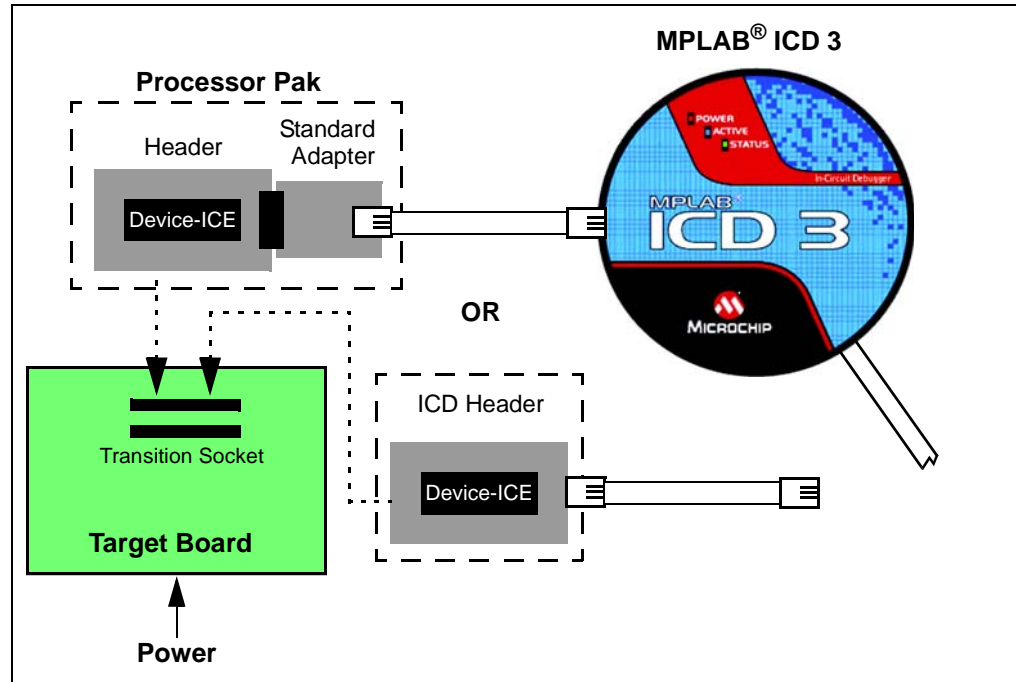 MPLAB® ICD 3
Processor Pak
Header
Standard
Adapter
Device-ICE
POWER
ACTIVE
STATUS
In-Circuit Debugger
MPLAB®
ICD 3
MICROCHIP
OR
ICD Header
Device-ICE
Transition Socket
Target Board
Power